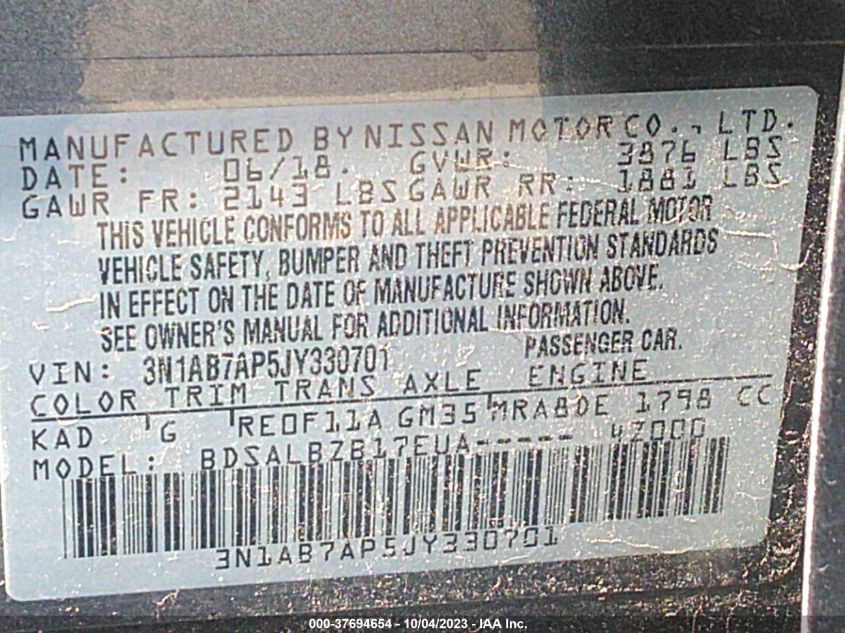 MANUFACTURED BY NISSAN MOTOR CO., LTD.
DATE: 06/18. GVWR: 3876 LBS
GAWR FR: 2143 LBS GAWR RR: 1881 LBS
THIS VEHICLE CONFORMS TO ALL APPLICABLE FEDERAL MOTOR
VEHICLE SAFETY, BUMPER AND THEFT PREVENTION STANDARDS
IN EFFECT ON THE DATE OF MANUFACTURE SHOWN ABOVE.
SEE OWNER'S MANUAL FOR ADDITIONAL INFORMATION.
PASSENGER CAR.
VIN: 3N1AB7AP5JY330701
COLOR TRIM TRANS AXLE ENGINE
KAD G RE0F11A GM35 MRA8DE 1798 CC
MODEL: BDSALBZB17EUA----- 4Z000
3N1AB7AP5JY330701
000-37694654 - 10/04/2023 - IAA Inc.